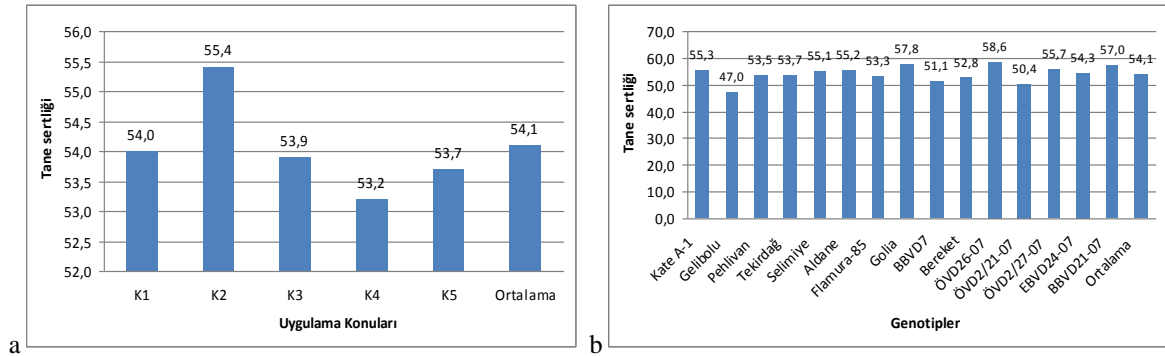 56,0
55,5
55,0
54,5
54,0
53,5
53,0
52,5
52,0
Tane sertliği
54,0
55,4
53,9
53,2
53,7
54,1
K1 K2 K3 K4 K5 Ortalama
Uygulama Konuları
a
70,0
60,0
50,0
40,0
30,0
20,0
10,0
0,0
Tane sertliği
55,3
47,0
53,5
53,7
55,1
55,2
53,3
57,8
51,1
52,8
58,6
50,4
55,7
54,3
57,0
54,1
Kate A-1
Gelibolu
Pehlivan
Tekirdağ
Selimiye
Aldane
Flamura-85
Golia
BBVD7
Bereket
ÖVD26-07
ÖVD2/21-07
ÖVD2/27-07
EBVD24-07
BBVD21-07
Ortalama
Genotipler
b